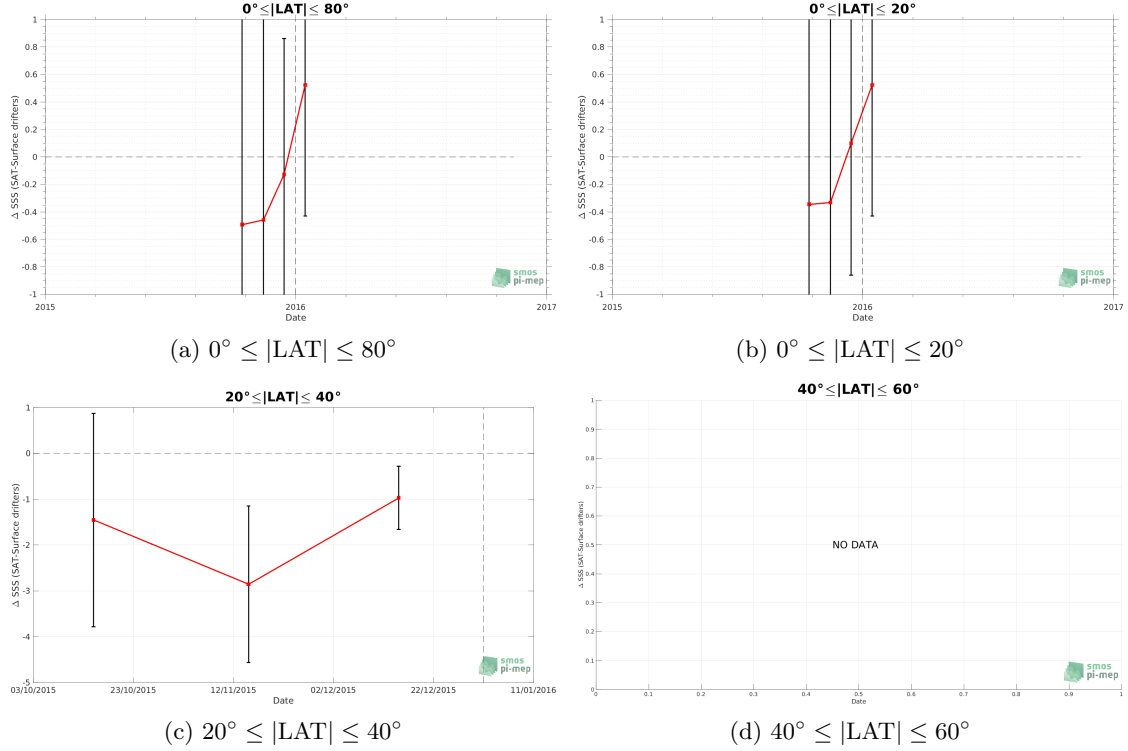 0°≤|LAT|≤ 80°
1
0.8
0.6
0.4
0.2
0
-0.2
-0.4
-0.6
-0.8
-1
Δ SSS (SAT-Surface drifters)
2015
2016
2017
Date
smos
pi-mep
(a) 0° ≤ |LAT| ≤ 80°
0°≤|LAT|≤ 20°
1
0.8
0.6
0.4
0.2
0
-0.2
-0.4
-0.6
-0.8
-1
Δ SSS (SAT-Surface drifters)
2015
2016
2017
Date
smos
pi-mep
(b) 0° ≤ |LAT| ≤ 20°
20°≤|LAT|≤ 40°
1
0
-1
-2
-3
-4
-5
Δ SSS (SAT-Surface drifters)
03/10/2015
23/10/2015
12/11/2015
02/12/2015
22/12/2015
11/01/2016
Date
smos
pi-mep
(c) 20° ≤ |LAT| ≤ 40°
40°≤|LAT|≤ 60°
1
0.9
0.8
0.7
0.6
0.5
0.4
0.3
0.2
0.1
0
Δ SSS (SAT-Surface drifters)
NO DATA
0
0.1
0.2
0.3
0.4
0.5
0.6
0.7
0.8
0.9
1
Date
smos
pi-mep
(d) 40° ≤ |LAT| ≤ 60°